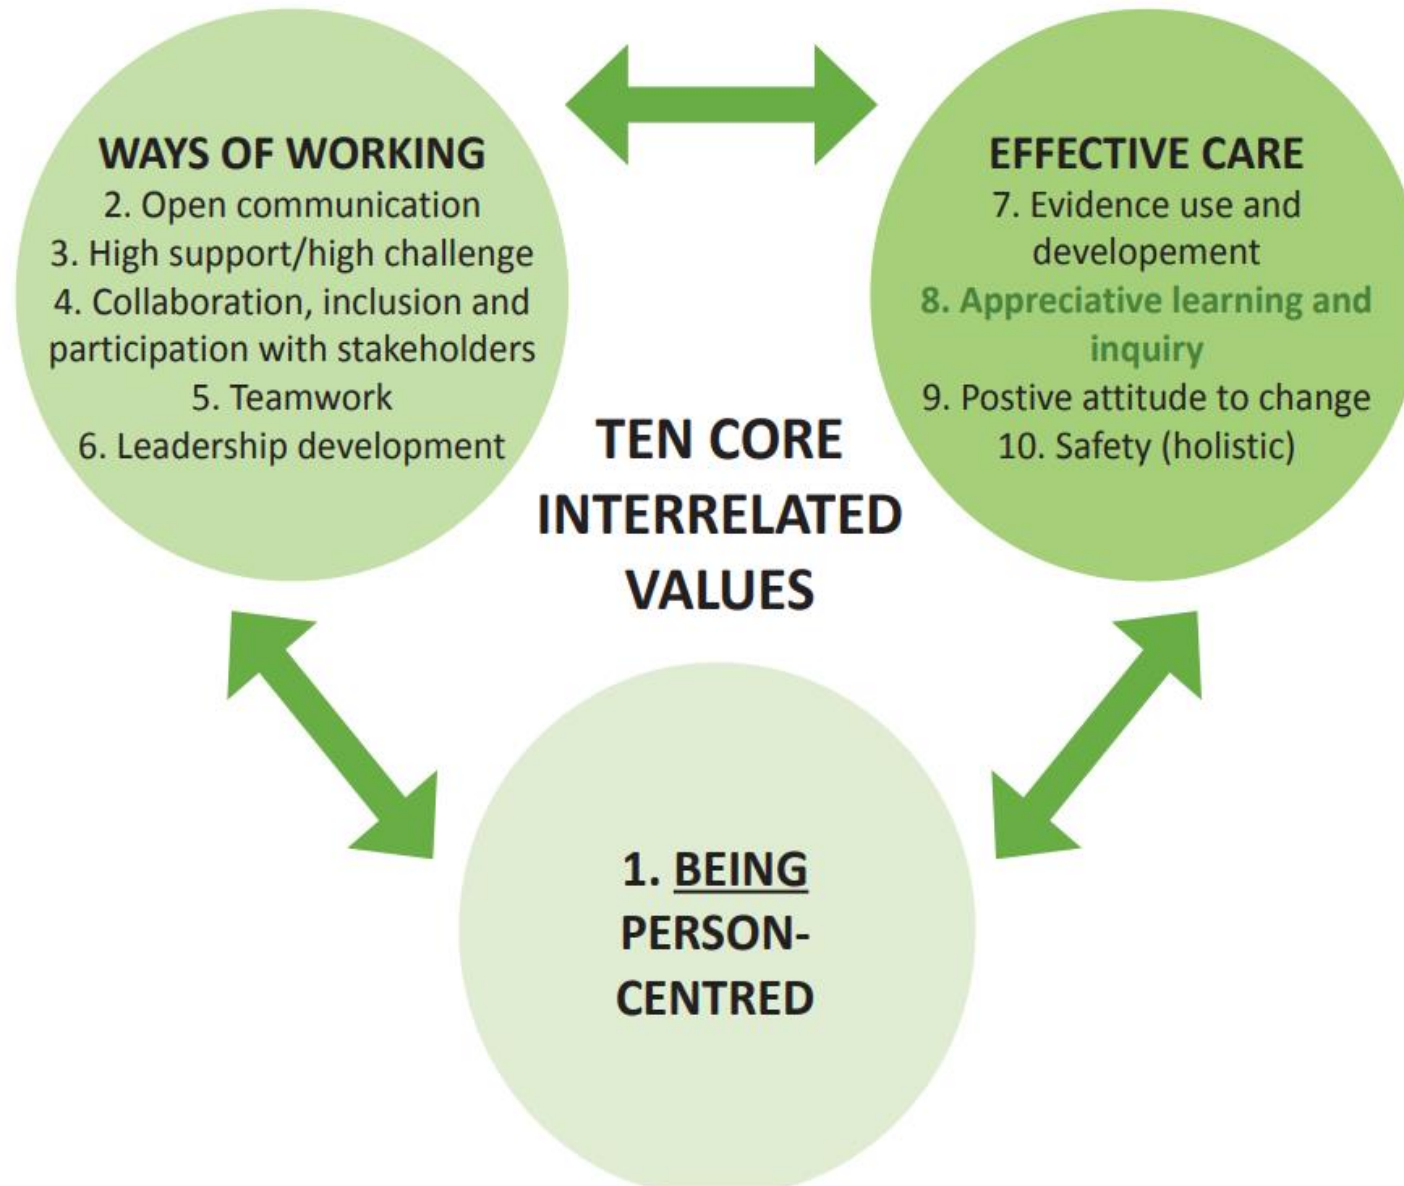 WAYS OF WORKING
2. Open communication
3. High support/high challenge
4. Collaboration, inclusion and
participation with stakeholders
5. Teamwork
6. Leadership development
EFFECTIVE CARE
7. Evidence use and
developement
8. Appreciative learning and
inquiry
9. Postive attitude to change
10. Safety (holistic)
TEN CORE
INTERRELATED
VALUES
1. BEING
PERSON-
CENTRED